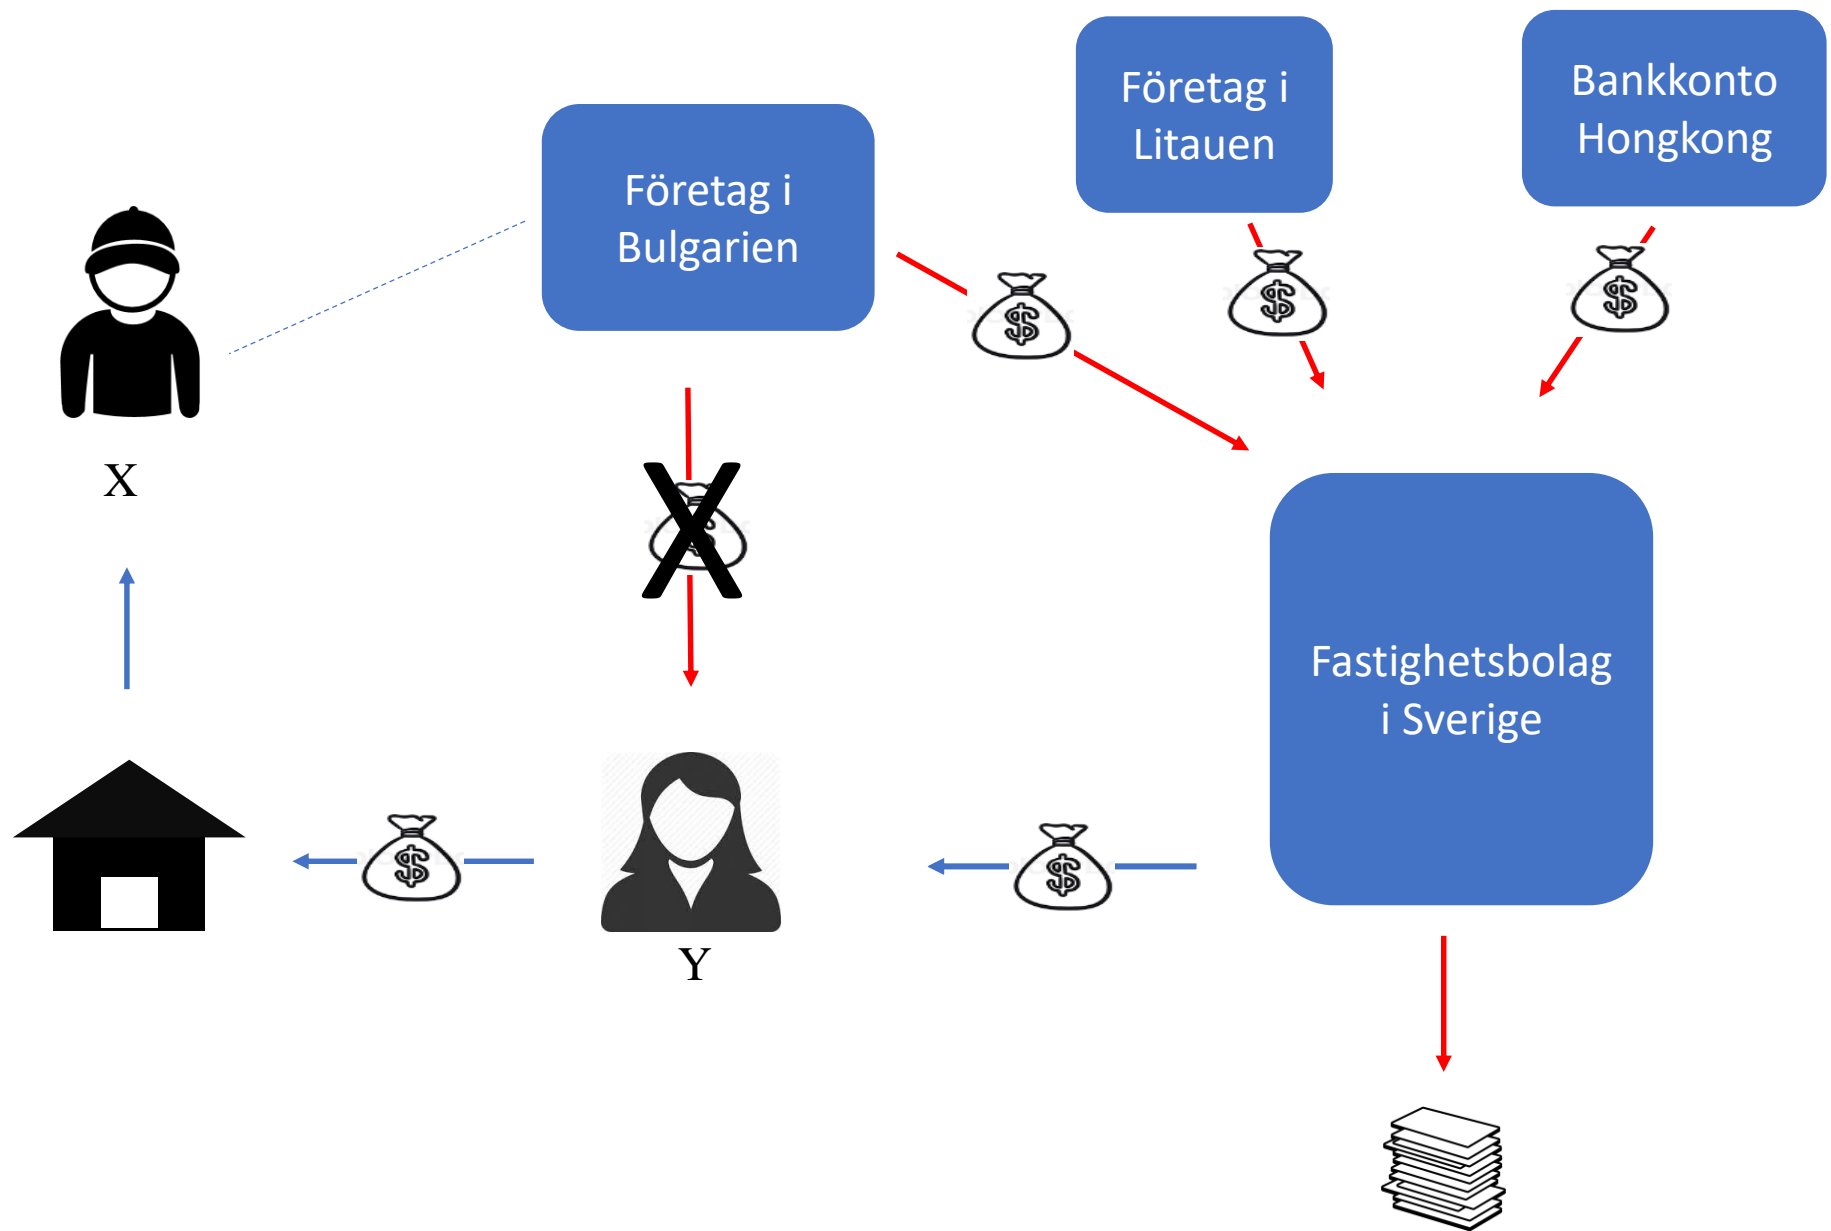 Företag i
Litauen
Bankkonto
Hongkong
Företag i
Bulgarien
$
$
$
X
X
$
Fastighetsbolag
i Sverige
$
$
Y